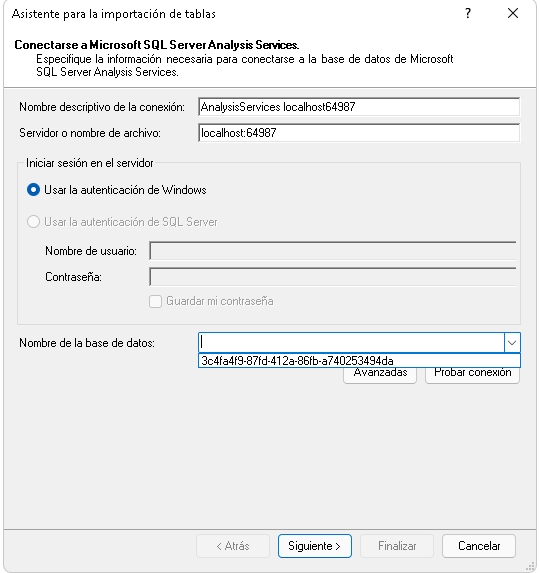 Asistente para la importación de tablas
?
Conectarse a Microsoft SQL Server Analysis Services.
Especifique la información necesaria para conectarse a la base de datos de Microsoft
SQL Server Analysis Services.
Nombre descriptivo de la conexión: AnalysisServices localhost64987
Servidor o nombre de archivo: localhost:64987
Iniciar sesión en el servidor
Usar la autenticación de Windows
Usar la autenticación de SQL Server
Nombre de usuario:
Contraseña:
Guardar mi contraseña
Nombre de la base de datos:
3c4fa4f9-87fd-412a-86fb-a740253494da
Avanzadas Probar conexión
< Atrás Siguiente > Finalizar Cancelar